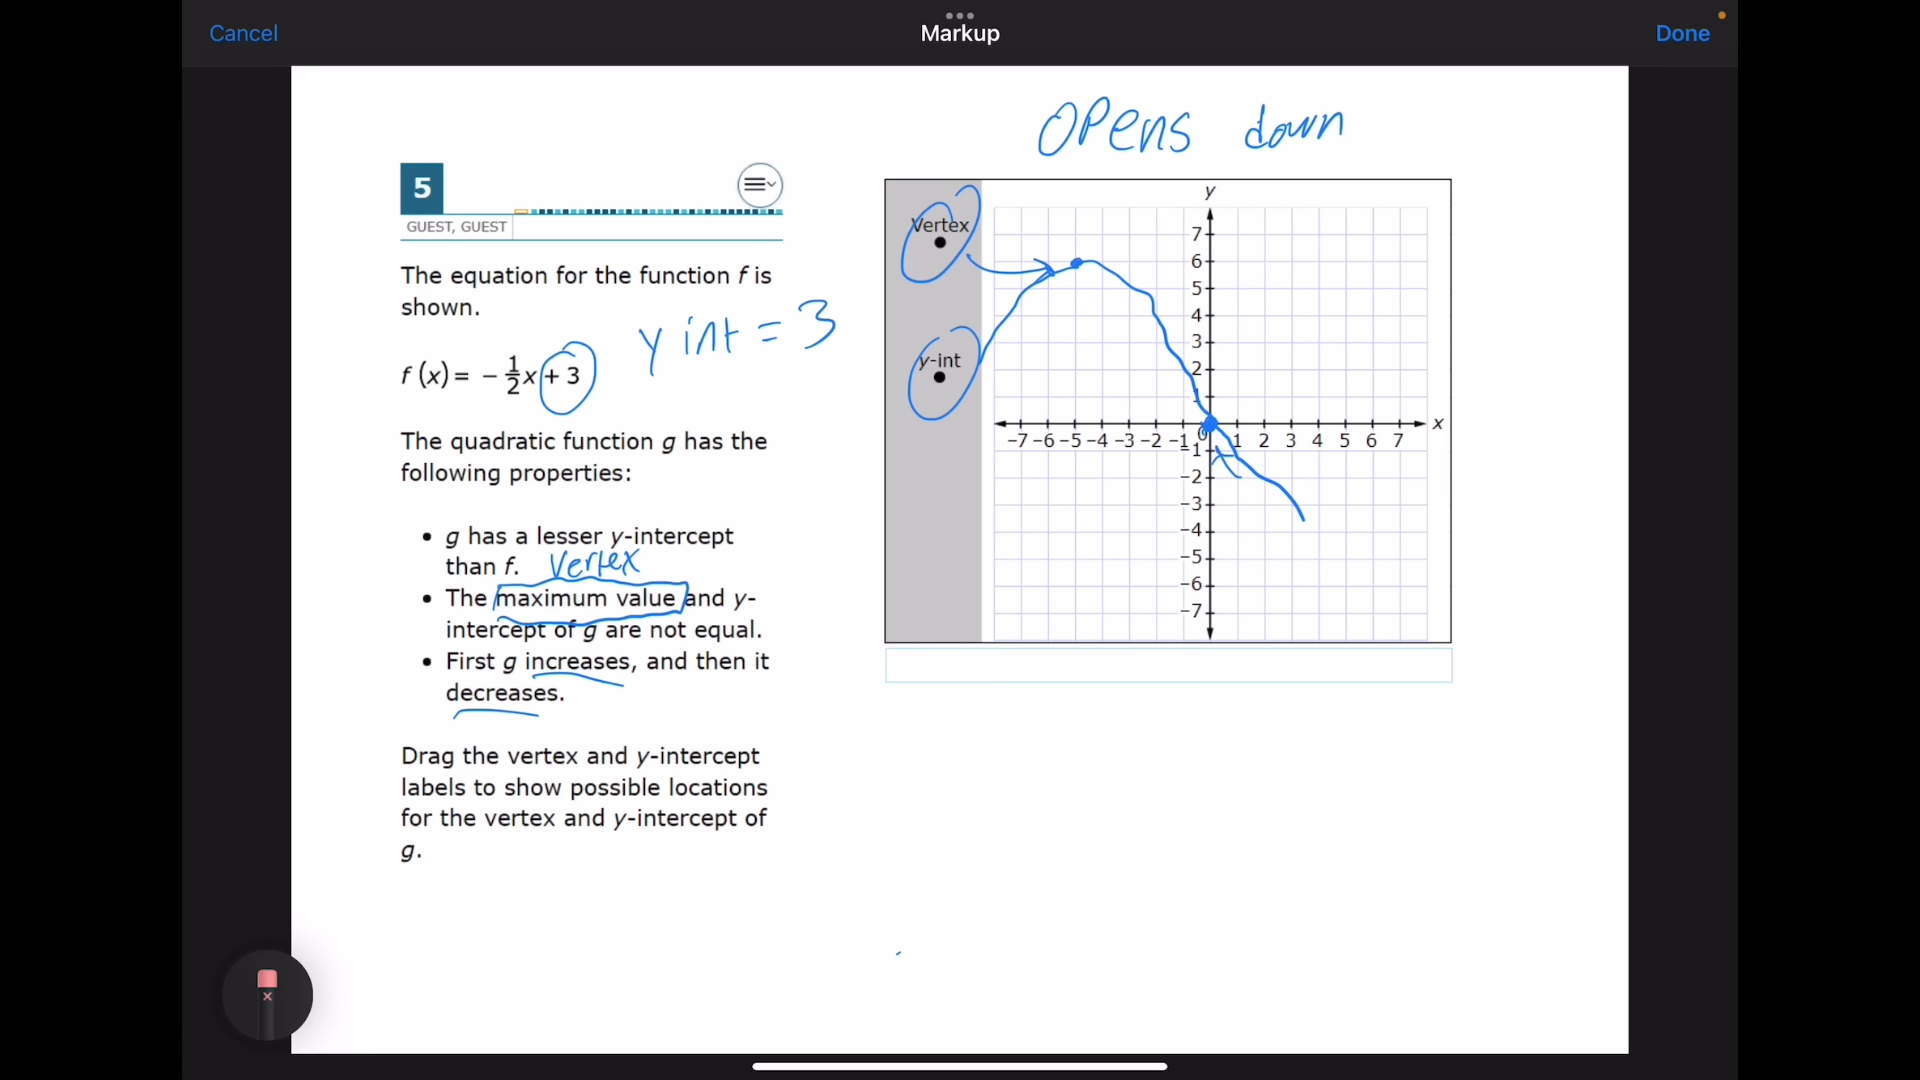 Cancel
Markup
Done
Opens down
5
GUEST, GUEST
The equation for the function f is
shown.
y int = 3
f (x) = − 1/2 x + 3
The quadratic function g has the
following properties:
• g has a lesser y-intercept
than f.
Vertex
• The maximum value and y-
intercept of g are not equal.
• First g increases, and then it
decreases.
Drag the vertex and y-intercept
labels to show possible locations
for the vertex and y-intercept of
g.
Vertex
y-int
y
7
6
5
4
3
2
1
x
−7 −6 −5 −4 −3 −2 −1 0 1 2 3 4 5 6 7
−1
−2
−3
−4
−5
−6
−7